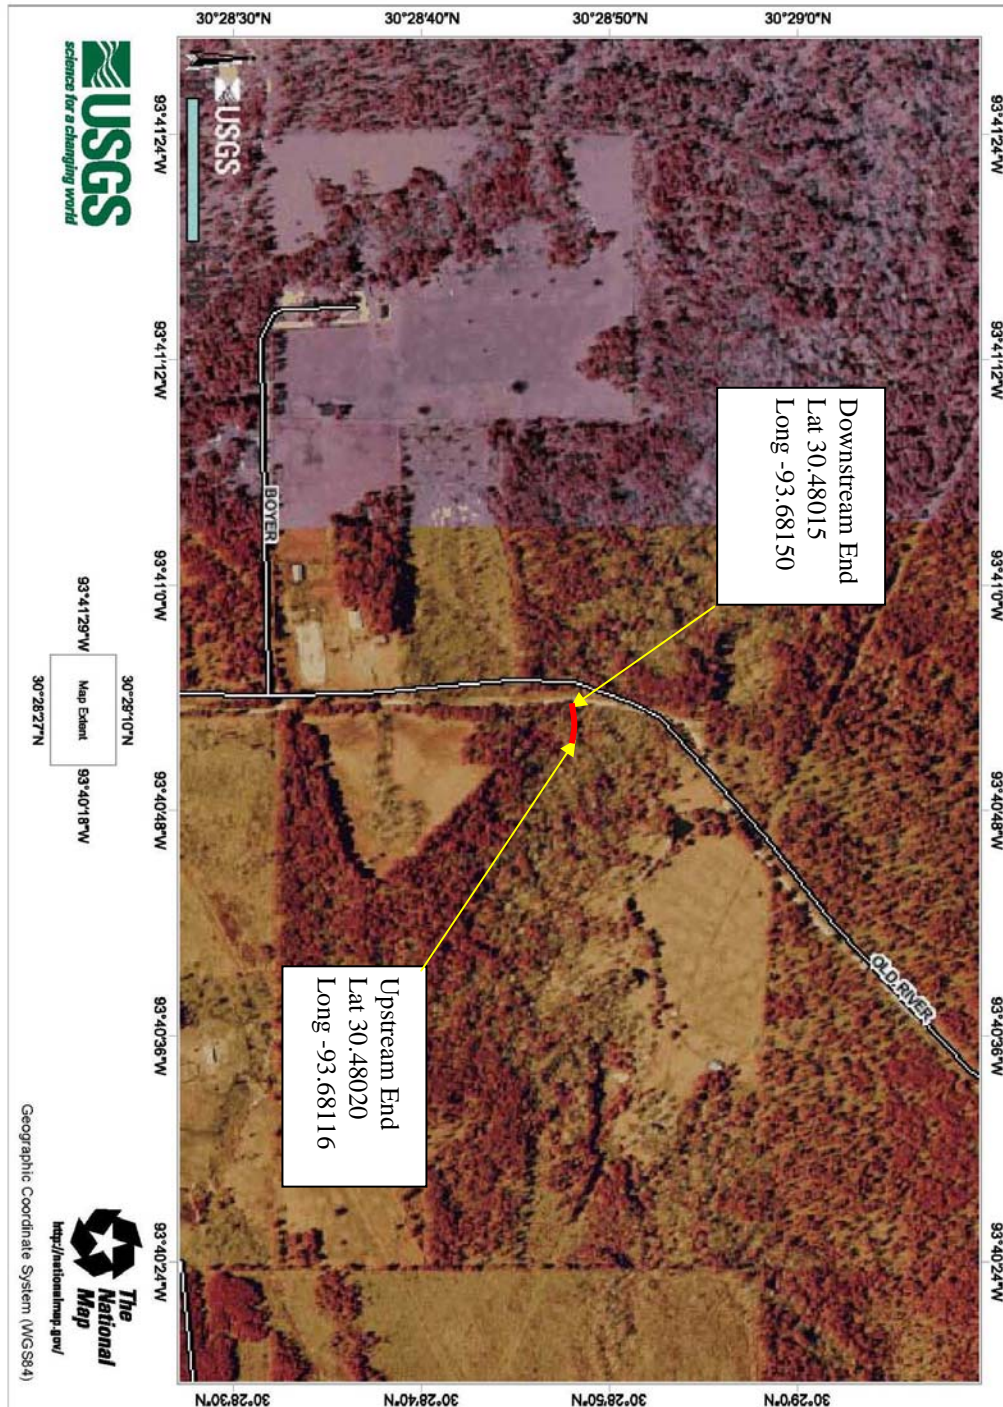 30°28'30"N
30°28'40"N
30°28'50"N
30°29'0"N
93°41'24"W
93°41'12"W
93°41'0"W
93°40'48"W
93°40'36"W
93°40'24"W
93°41'24"W
93°41'12"W
93°41'0"W
93°40'48"W
93°40'36"W
93°40'24"W
30°28'30"N
30°28'40"N
30°28'50"N
30°29'0"N
USGS
science for a changing world
USGS
Downstream End
Lat 30.48015
Long -93.68150
BOYER
OLD RIVER
Upstream End
Lat 30.48020
Long -93.68116
30°29'10"N
93°41'29"W
Map Extent
93°40'18"W
30°28'27"N
The
National
Map
http://nationalmap.gov/
Geographic Coordinate System (WGS84)